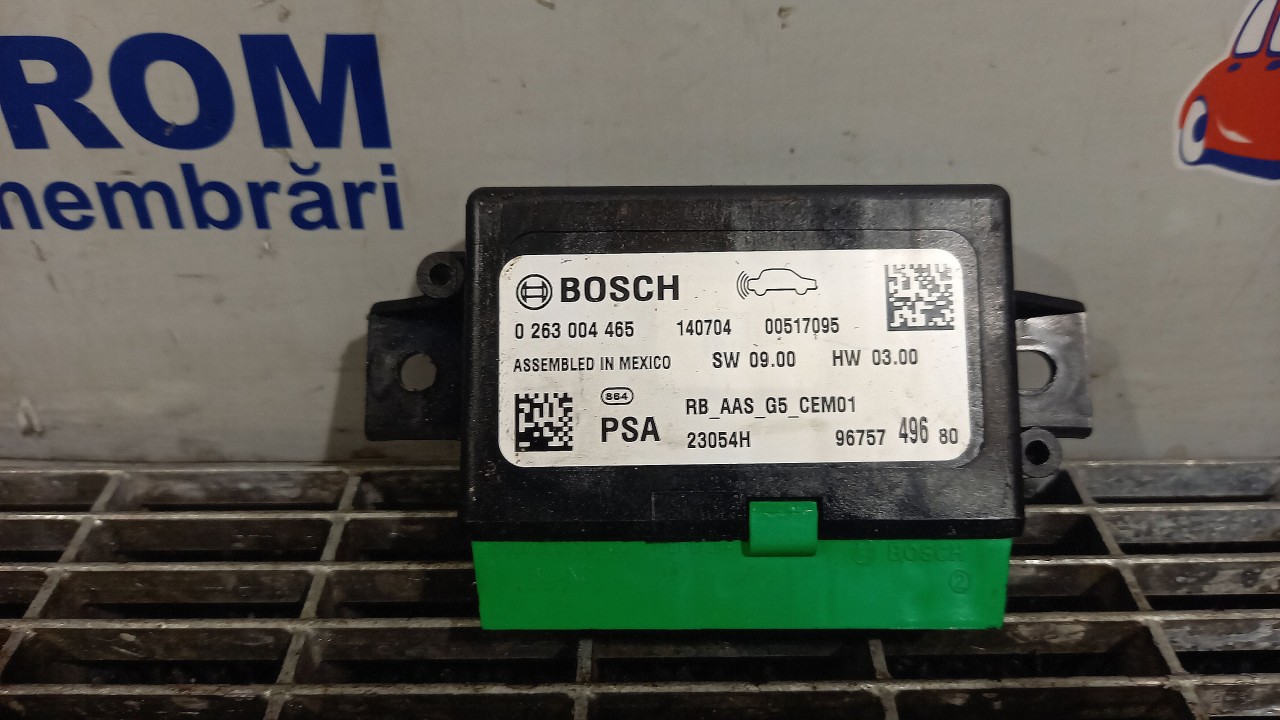 ROM
membrări
BOSCH
0 263 004 465 140704 00517095
ASSEMBLED IN MEXICO SW 09.00 HW 03.00
864
RB_AAS_G5_CEM01
PSA 23054H 96757 496 80
BOSCH
2